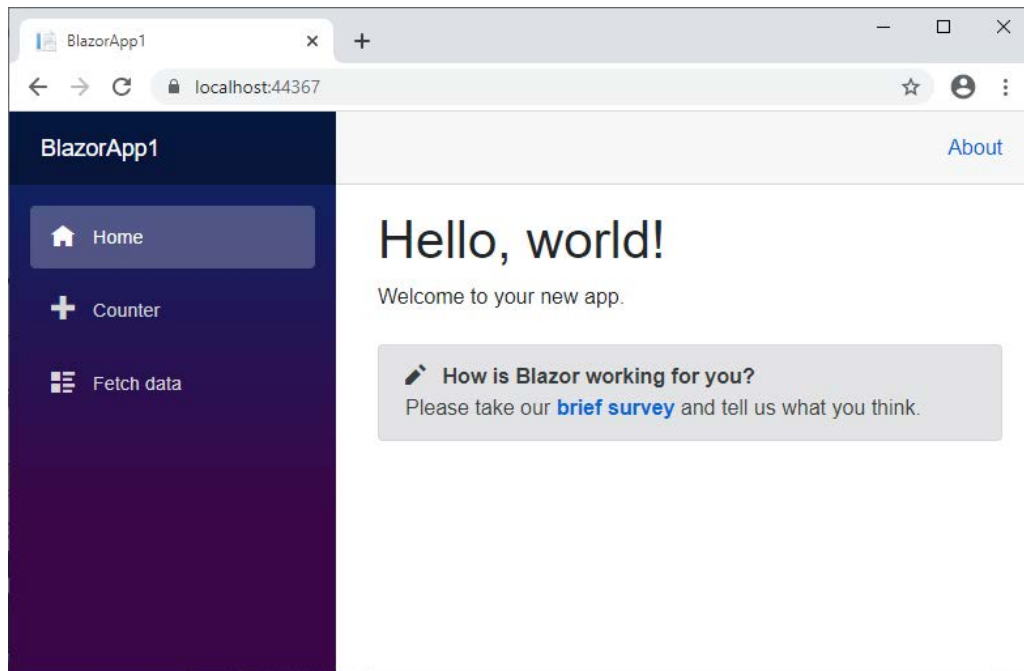 BlazorApp1
localhost:44367
BlazorApp1
About
Home
Counter
Fetch data
Hello, world!
Welcome to your new app.
How is Blazor working for you?
Please take our brief survey and tell us what you think.